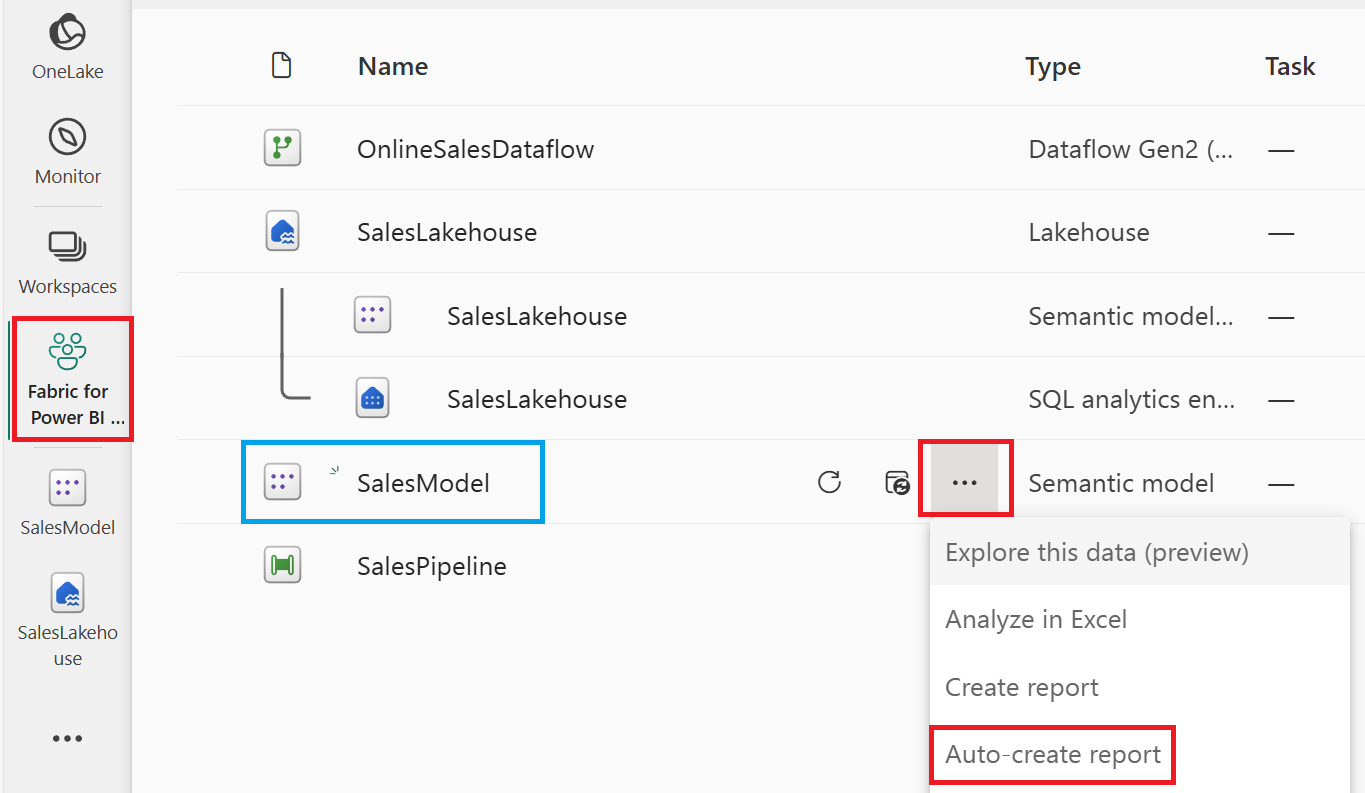 OneLake
Monitor
Workspaces
Fabric for
Power BI ...
SalesModel
SalesLakeho
use
Name Type Task
OnlineSalesDataflow Dataflow Gen2 (... —
SalesLakehouse Lakehouse —
SalesLakehouse Semantic model... —
SalesLakehouse SQL analytics en... —
SalesModel Semantic model —
SalesPipeline
Explore this data (preview)
Analyze in Excel
Create report
Auto-create report